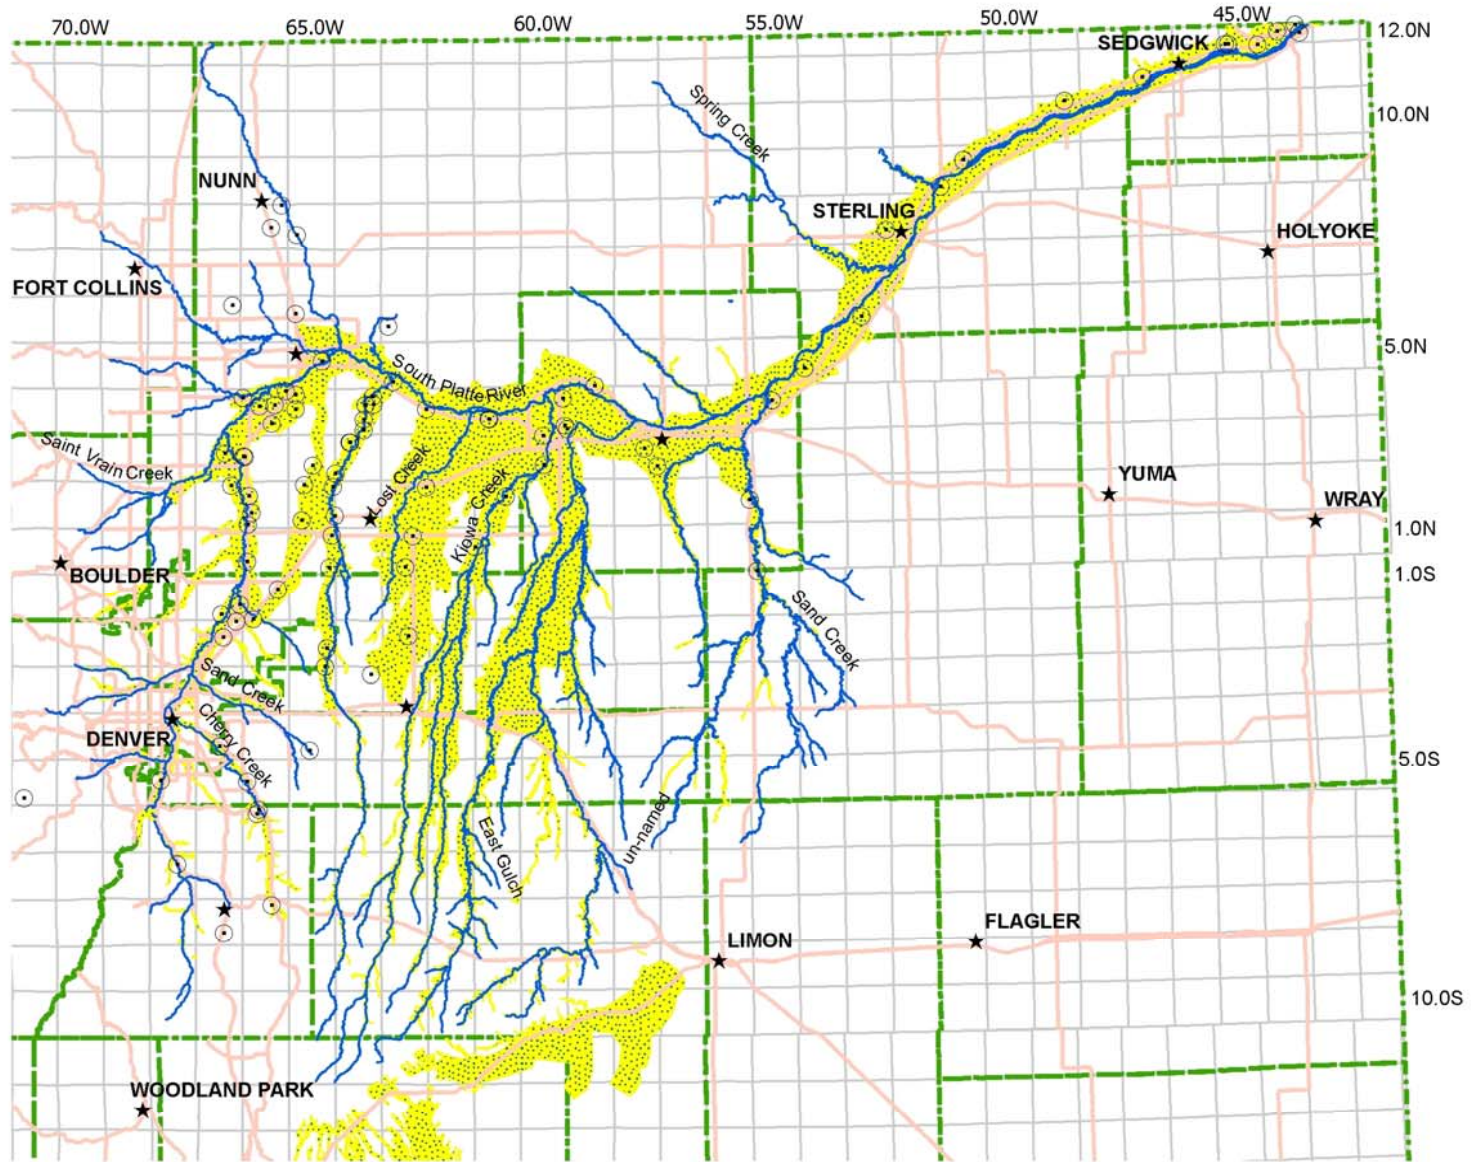 70.0W 65.0W 60.0W 55.0W 50.0W 45.0W
12.0N
SEDGWICK
10.0N
Spring Creek
NUNN
STERLING
HOLYOKE
FORT COLLINS
5.0N
South Platte River
Saint Vrain Creek
Lost Creek
Kiowa Creek
YUMA
WRAY
1.0N
BOULDER
1.0S
Sand Creek
Sand Creek
Cherry Creek
DENVER
5.0S
un-named
East Gulch
FLAGLER
LIMON
10.0S
WOODLAND PARK